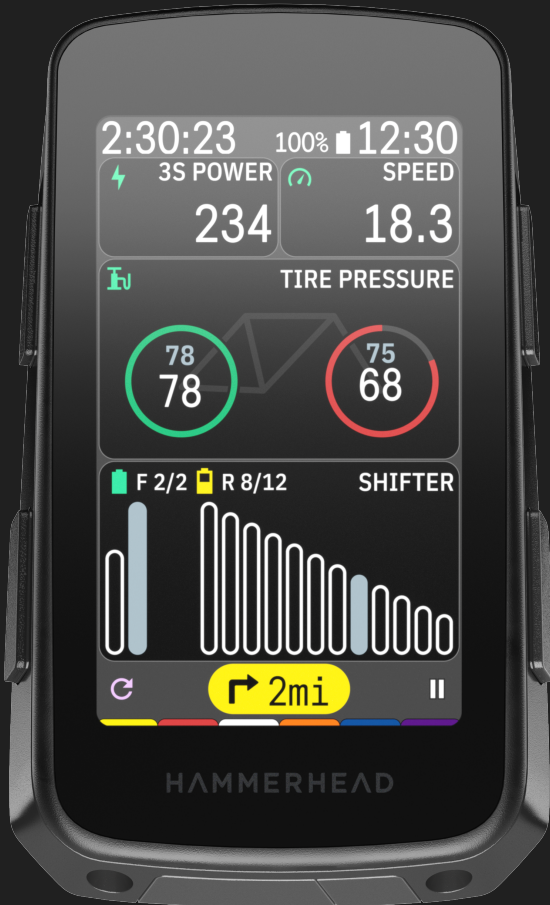 2:30:23 100% 12:30
3S POWER SPEED
234 18.3
TIRE PRESSURE
78 75
78 68
F 2/2 R 8/12 SHIFTER
2mi
HAMMERHEAD